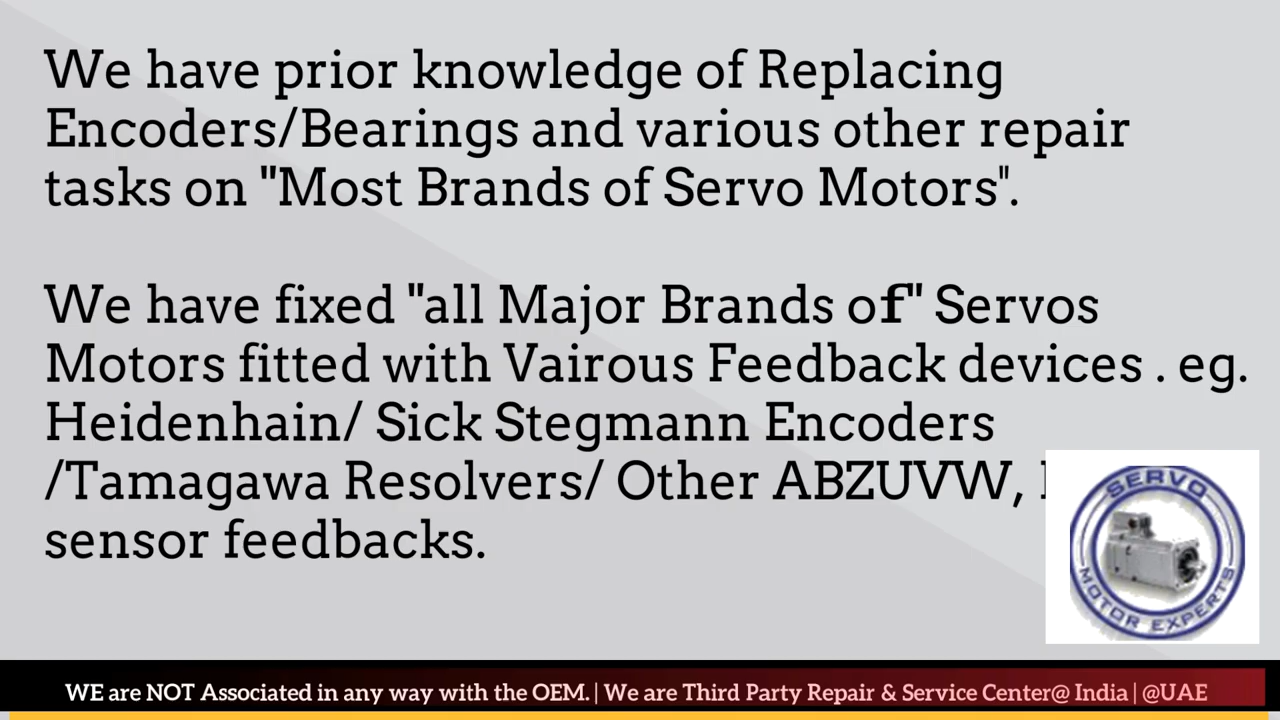 We have prior knowledge of Replacing
Encoders/Bearings and various other repair
tasks on "Most Brands of Servo Motors".
We have fixed "all Major Brands of" Servos
Motors fitted with Vairous Feedback devices . eg.
Heidenhain/ Sick Stegmann Encoders
/Tamagawa Resolvers/ Other ABZUVW,
sensor feedbacks.
SERVO
MOTOR EXPERTS
WE are NOT Associated in any way with the OEM. | We are Third Party Repair & Service Center@ India | @UAE